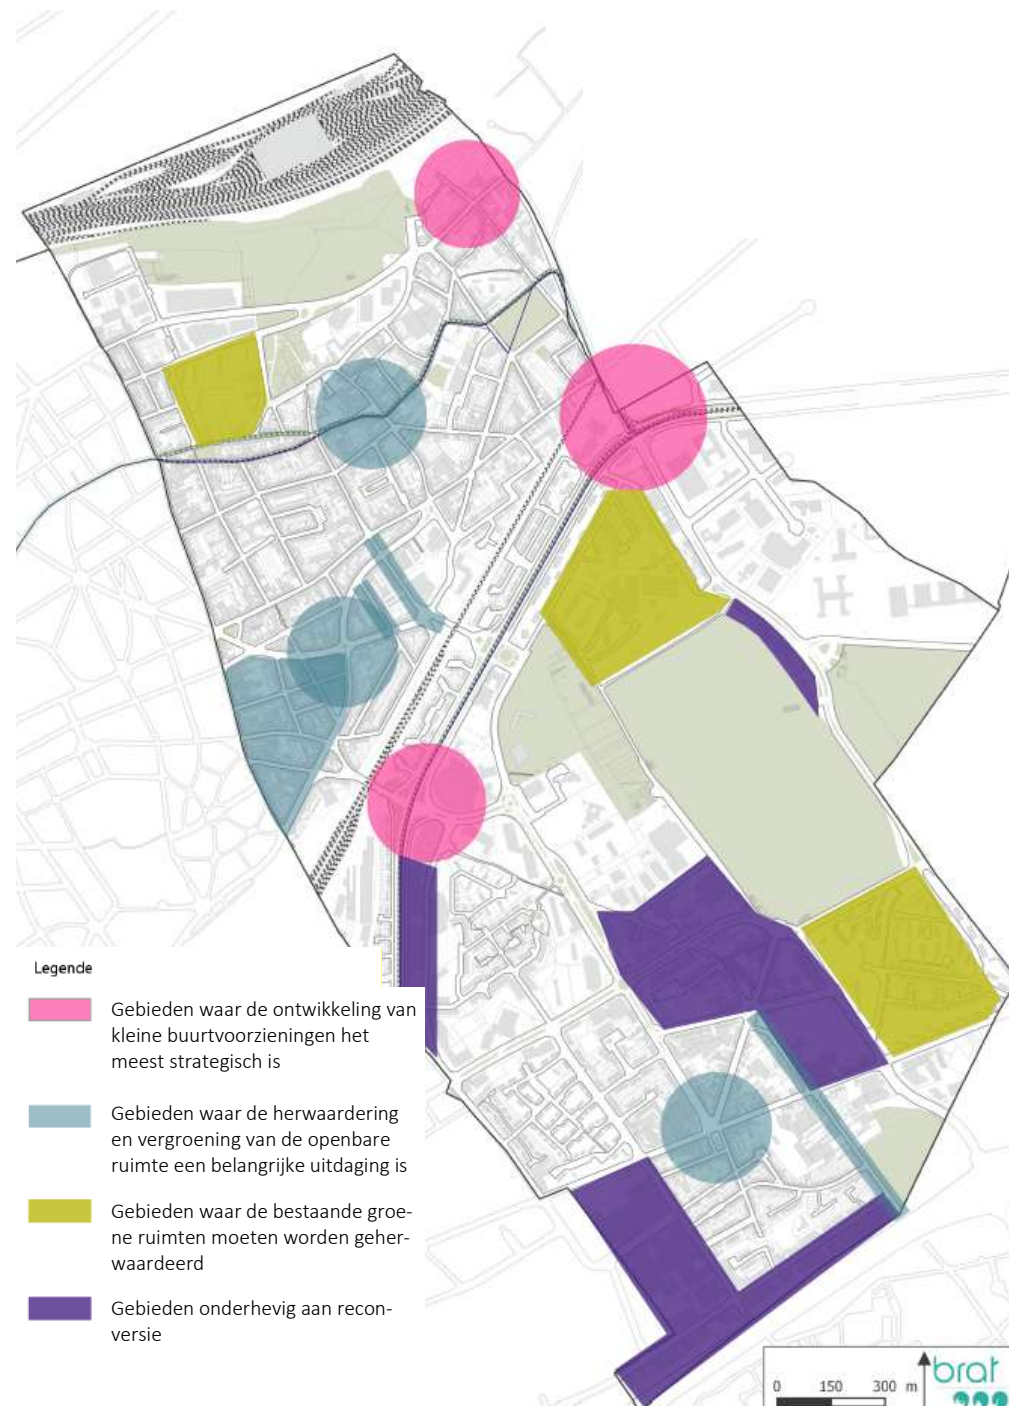 Legende
Gebieden waar de ontwikkeling van
kleine buurtvoorzieningen het
meest strategisch is
Gebieden waar de herwaardering
en vergroening van de openbare
ruimte een belangrijke uitdaging is
Gebieden waar de bestaande groe-
ne ruimten moeten worden geher-
waardeerd
Gebieden onderhevig aan recon-
versie
0 150 300 m
brat